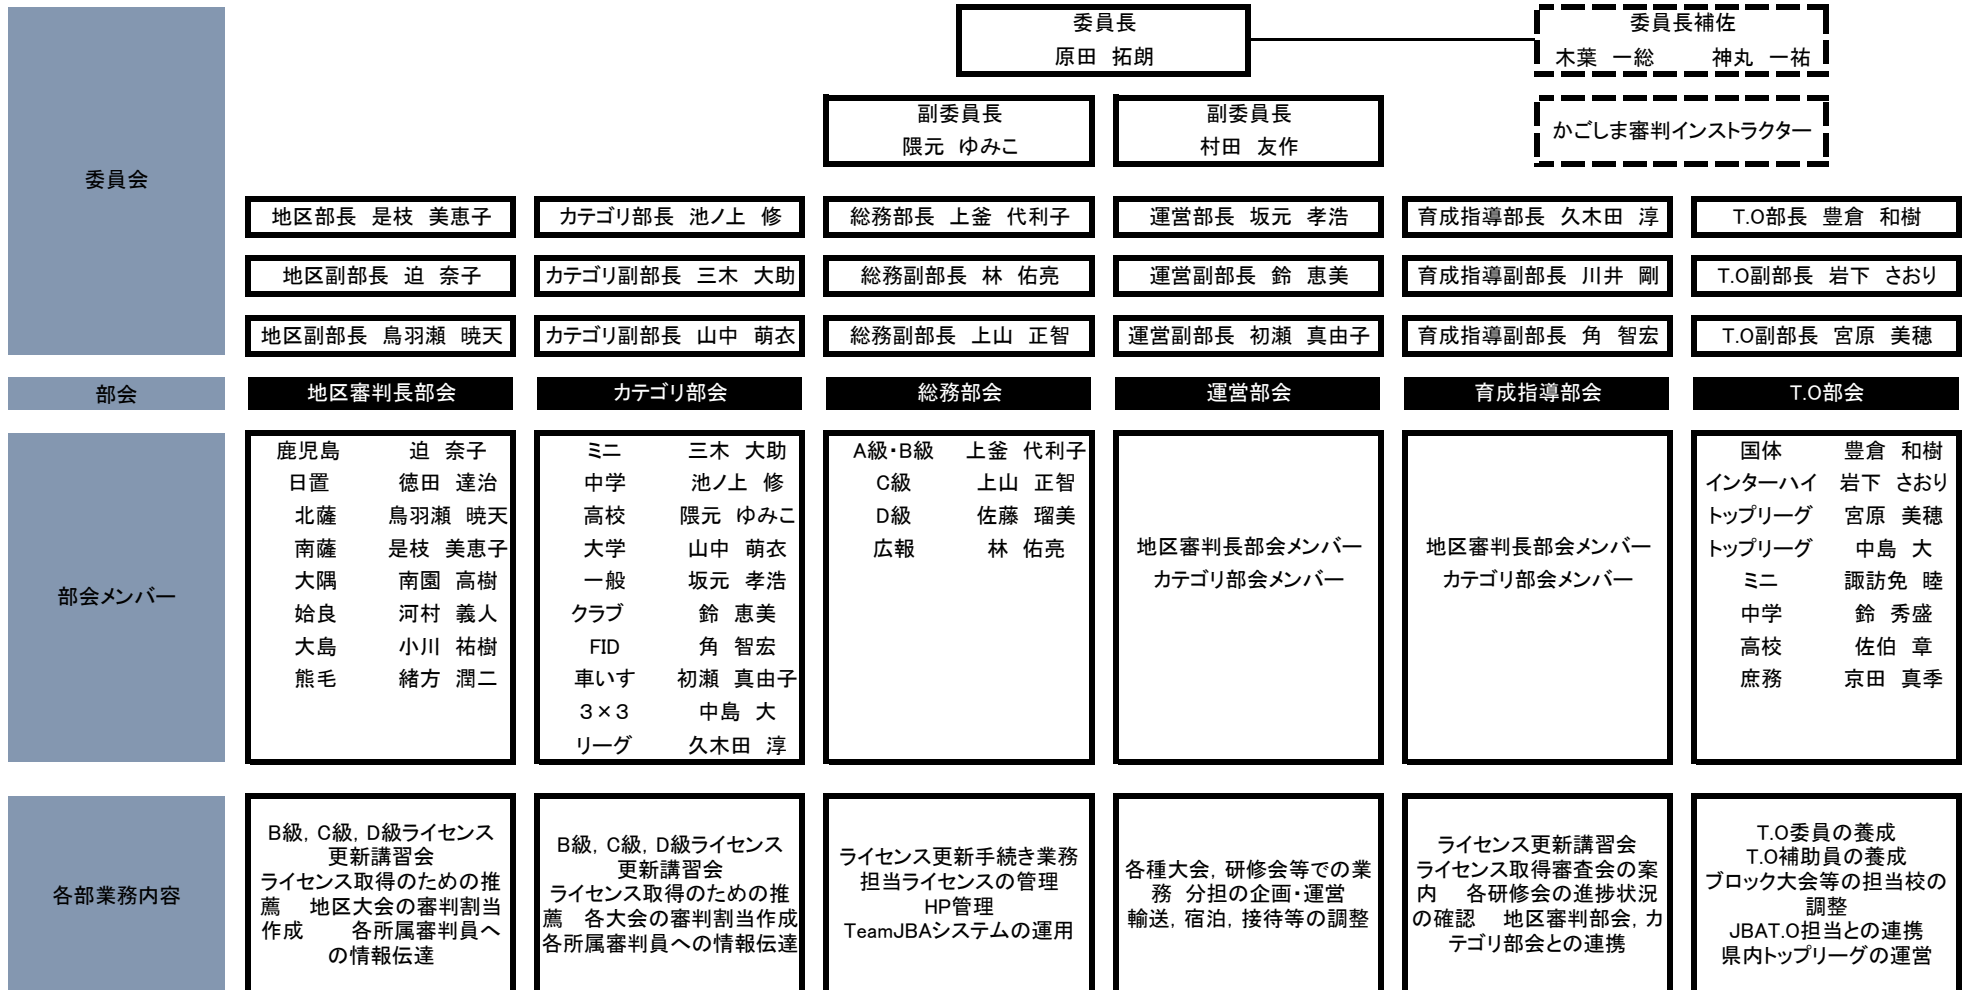 委員会
委員長
原田 拓朗
委員長補佐
木葉 一総 神丸 一祐
副委員長
隈元 ゆみこ
副委員長
村田 友作
かごしま審判インストラクター
地区部長 是枝 美恵子
カテゴリ部長 池ノ上 修
総務部長 上釜 代利子
運営部長 坂元 孝浩
育成指導部長 久木田 淳
T.O部長 豊倉 和樹
地区副部長 迫 奈子
カテゴリ副部長 三木 大助
総務副部長 林 佑亮
運営副部長 鈴 恵美
育成指導副部長 川井 剛
T.O副部長 岩下 さおり
地区副部長 鳥羽瀬 暁天
カテゴリ副部長 山中 萌衣
総務副部長 上山 正智
運営副部長 初瀬 真由子
育成指導副部長 角 智宏
T.O副部長 宮原 美穂
部会
地区審判長部会
カテゴリ部会
総務部会
運営部会
育成指導部会
T.O部会
部会メンバー
鹿児島 迫 奈子
日置 徳田 達治
北薩 鳥羽瀬 暁天
南薩 是枝 美恵子
大隅 南園 高樹
姶良 河村 義人
大島 小川 祐樹
熊毛 緒方 潤二
ミニ 三木 大助
中学 池ノ上 修
高校 隈元 ゆみこ
大学 山中 萌衣
一般 坂元 孝浩
クラブ 鈴 恵美
FID 角 智宏
車いす 初瀬 真由子
3×3 中島 大
リーグ 久木田 淳
A級・B級 上釜 代利子
C級 上山 正智
D級 佐藤 瑠美
広報 林 佑亮
地区審判長部会メンバー
カテゴリ部会メンバー
地区審判長部会メンバー
カテゴリ部会メンバー
国体 豊倉 和樹
インターハイ 岩下 さおり
トップリーグ 宮原 美穂
トップリーグ 中島 大
ミニ 諏訪免 睦
中学 鈴 秀盛
高校 佐伯 章
庶務 京田 真季
各部業務内容
B級, C級, D級ライセンス
更新講習会
ライセンス取得のための推
薦 地区大会の審判割当
作成 各所属審判員へ
の情報伝達
B級, C級, D級ライセンス
更新講習会
ライセンス取得のための推
薦 各大会の審判割当作成
各所属審判員への情報伝達
ライセンス更新手続き業務
担当ライセンスの管理
HP管理
TeamJBAシステムの運用
各種大会, 研修会等での業
務 分担の企画・運営
輸送, 宿泊, 接待等の調整
ライセンス更新講習会
ライセンス取得審査会の案
内 各研修会の進捗状況
の確認 地区審判部会, カ
テゴリ部会との連携
T.O委員の養成
T.O補助員の養成
ブロック大会等の担当校の
調整
JBAT.O担当との連携
県内トップリーグの運営